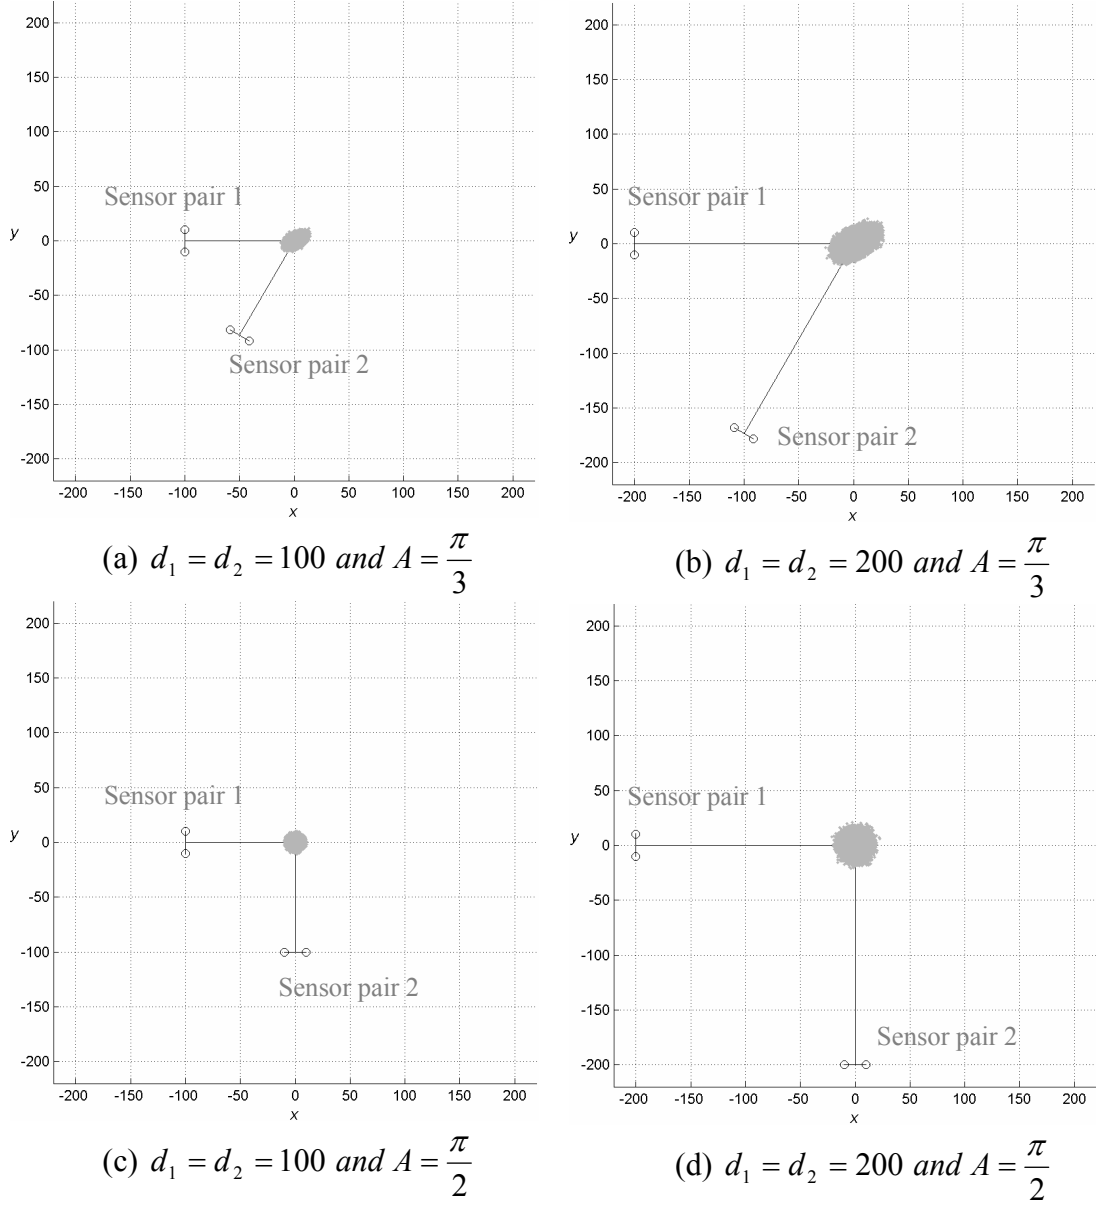 200
150
100
50
0
-50
-100
-150
-200
y
Sensor pair 1
Sensor pair 2
-200 -150 -100 -50 0 50 100 150 200
x
(a) d₁ = d₂ = 100 and A = π/3
200
150
100
50
0
-50
-100
-150
-200
y
Sensor pair 1
Sensor pair 2
-200 -150 -100 -50 0 50 100 150 200
x
(b) d₁ = d₂ = 200 and A = π/3
200
150
100
50
0
-50
-100
-150
-200
y
Sensor pair 1
Sensor pair 2
-200 -150 -100 -50 0 50 100 150 200
x
(c) d₁ = d₂ = 100 and A = π/2
200
150
100
50
0
-50
-100
-150
-200
y
Sensor pair 1
Sensor pair 2
-200 -150 -100 -50 0 50 100 150 200
x
(d) d₁ = d₂ = 200 and A = π/2